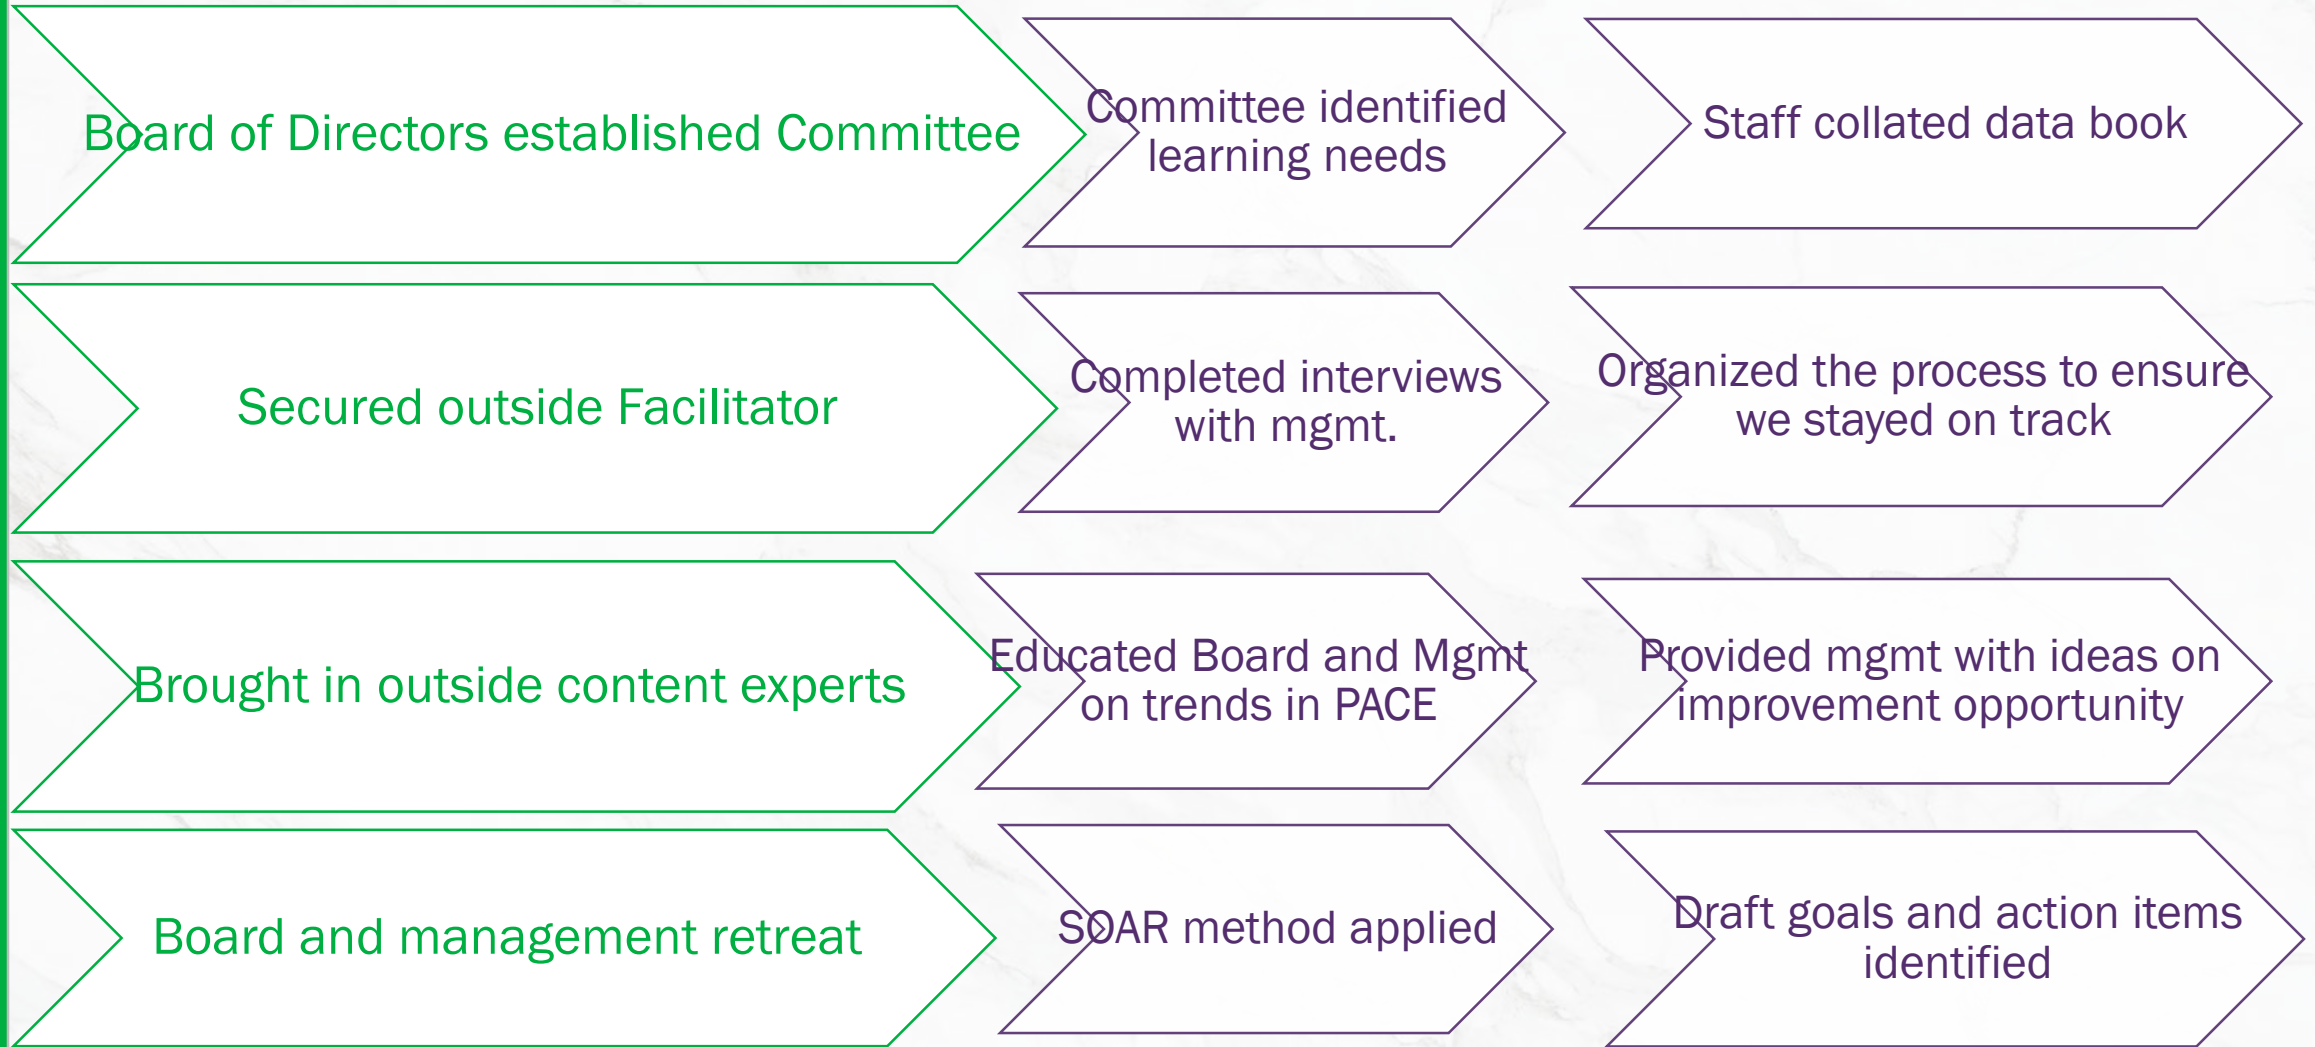 Board of Directors established Committee
Committee identified
learning needs
Staff collated data book
Secured outside Facilitator
Completed interviews
with mgmt.
Organized the process to ensure
we stayed on track
Brought in outside content experts
Educated Board and Mgmt
on trends in PACE
Provided mgmt with ideas on
improvement opportunity
Board and management retreat
SOAR method applied
Draft goals and action items
identified